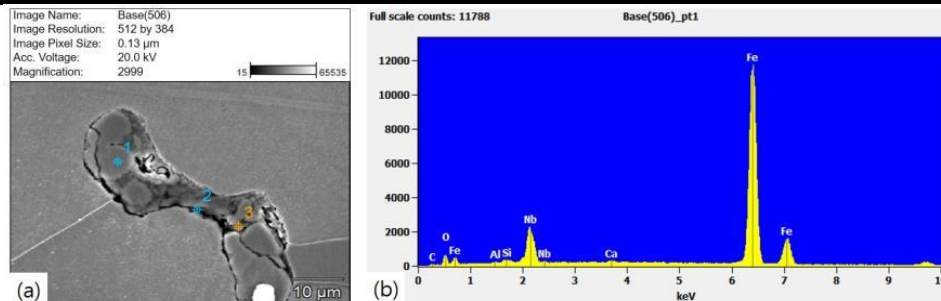 Image Name: Base(506)
Image Resolution: 512 by 384
Image Pixel Size: 0.13 µm
Acc. Voltage: 20.0 kV
Magnification: 2999
15 65535
1
2
3
10 µm
(a)
Full scale counts: 11788 Base(506)_pt1
12000
10000
8000
6000
4000
2000
0
Fe
Nb
O
Fe
C
Al Si
Nb
Ca
Fe
0 1 2 3 4 5 6 7 8 9 10
keV
(b)